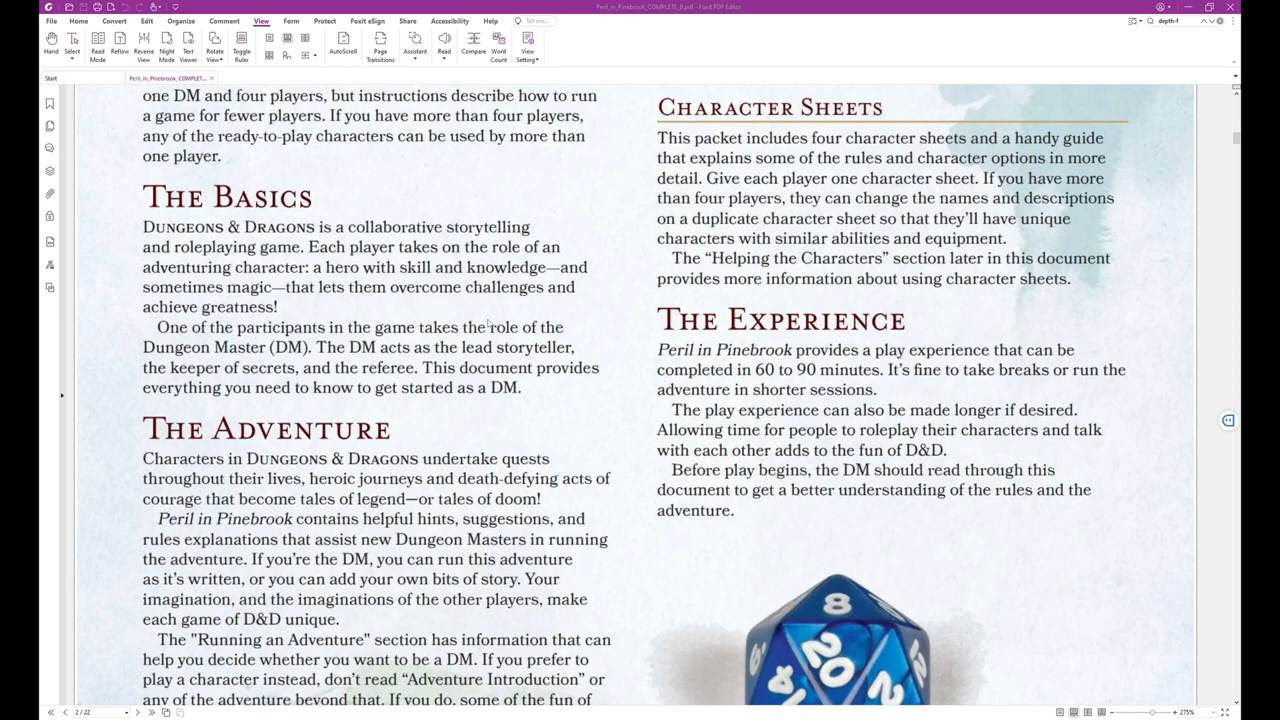 Peril_in_Pinebrook_COMPLETE_0.pdf - Foxit PDF Editor
File Home Convert Edit Organize Comment View Form Protect Foxit eSign Share Accessibility Help Tell me...
depth-f
Hand Select Read Mode Reflow Reverse View Night Mode Text Viewer Rotate View Toggle Ruler AutoScroll Page Transitions Assistant Read Compare Word Count View Setting
Start Peril_in_Pinebrook_COMPLET...
one DM and four players, but instructions describe how to run
a game for fewer players. If you have more than four players,
any of the ready-to-play characters can be used by more than
one player.
The Basics
Dungeons & Dragons is a collaborative storytelling
and roleplaying game. Each player takes on the role of an
adventuring character: a hero with skill and knowledge—and
sometimes magic—that lets them overcome challenges and
achieve greatness!
One of the participants in the game takes the role of the
Dungeon Master (DM). The DM acts as the lead storyteller,
the keeper of secrets, and the referee. This document provides
everything you need to know to get started as a DM.
The Adventure
Characters in Dungeons & Dragons undertake quests
throughout their lives, heroic journeys and death-defying acts of
courage that become tales of legend—or tales of doom!
Peril in Pinebrook contains helpful hints, suggestions, and
rules explanations that assist new Dungeon Masters in running
the adventure. If you're the DM, you can run this adventure
as it's written, or you can add your own bits of story. Your
imagination, and the imaginations of the other players, make
each game of D&D unique.
The "Running an Adventure" section has information that can
help you decide whether you want to be a DM. If you prefer to
play a character instead, don't read “Adventure Introduction” or
any of the adventure beyond that. If you do, some of the fun of
Character Sheets
This packet includes four character sheets and a handy guide
that explains some of the rules and character options in more
detail. Give each player one character sheet. If you have more
than four players, they can change the names and descriptions
on a duplicate character sheet so that they'll have unique
characters with similar abilities and equipment.
The “Helping the Characters” section later in this document
provides more information about using character sheets.
The Experience
Peril in Pinebrook provides a play experience that can be
completed in 60 to 90 minutes. It's fine to take breaks or run the
adventure in shorter sessions.
The play experience can also be made longer if desired.
Allowing time for people to roleplay their characters and talk
with each other adds to the fun of D&D.
Before play begins, the DM should read through this
document to get a better understanding of the rules and the
adventure.
8
20
2 / 22
275%